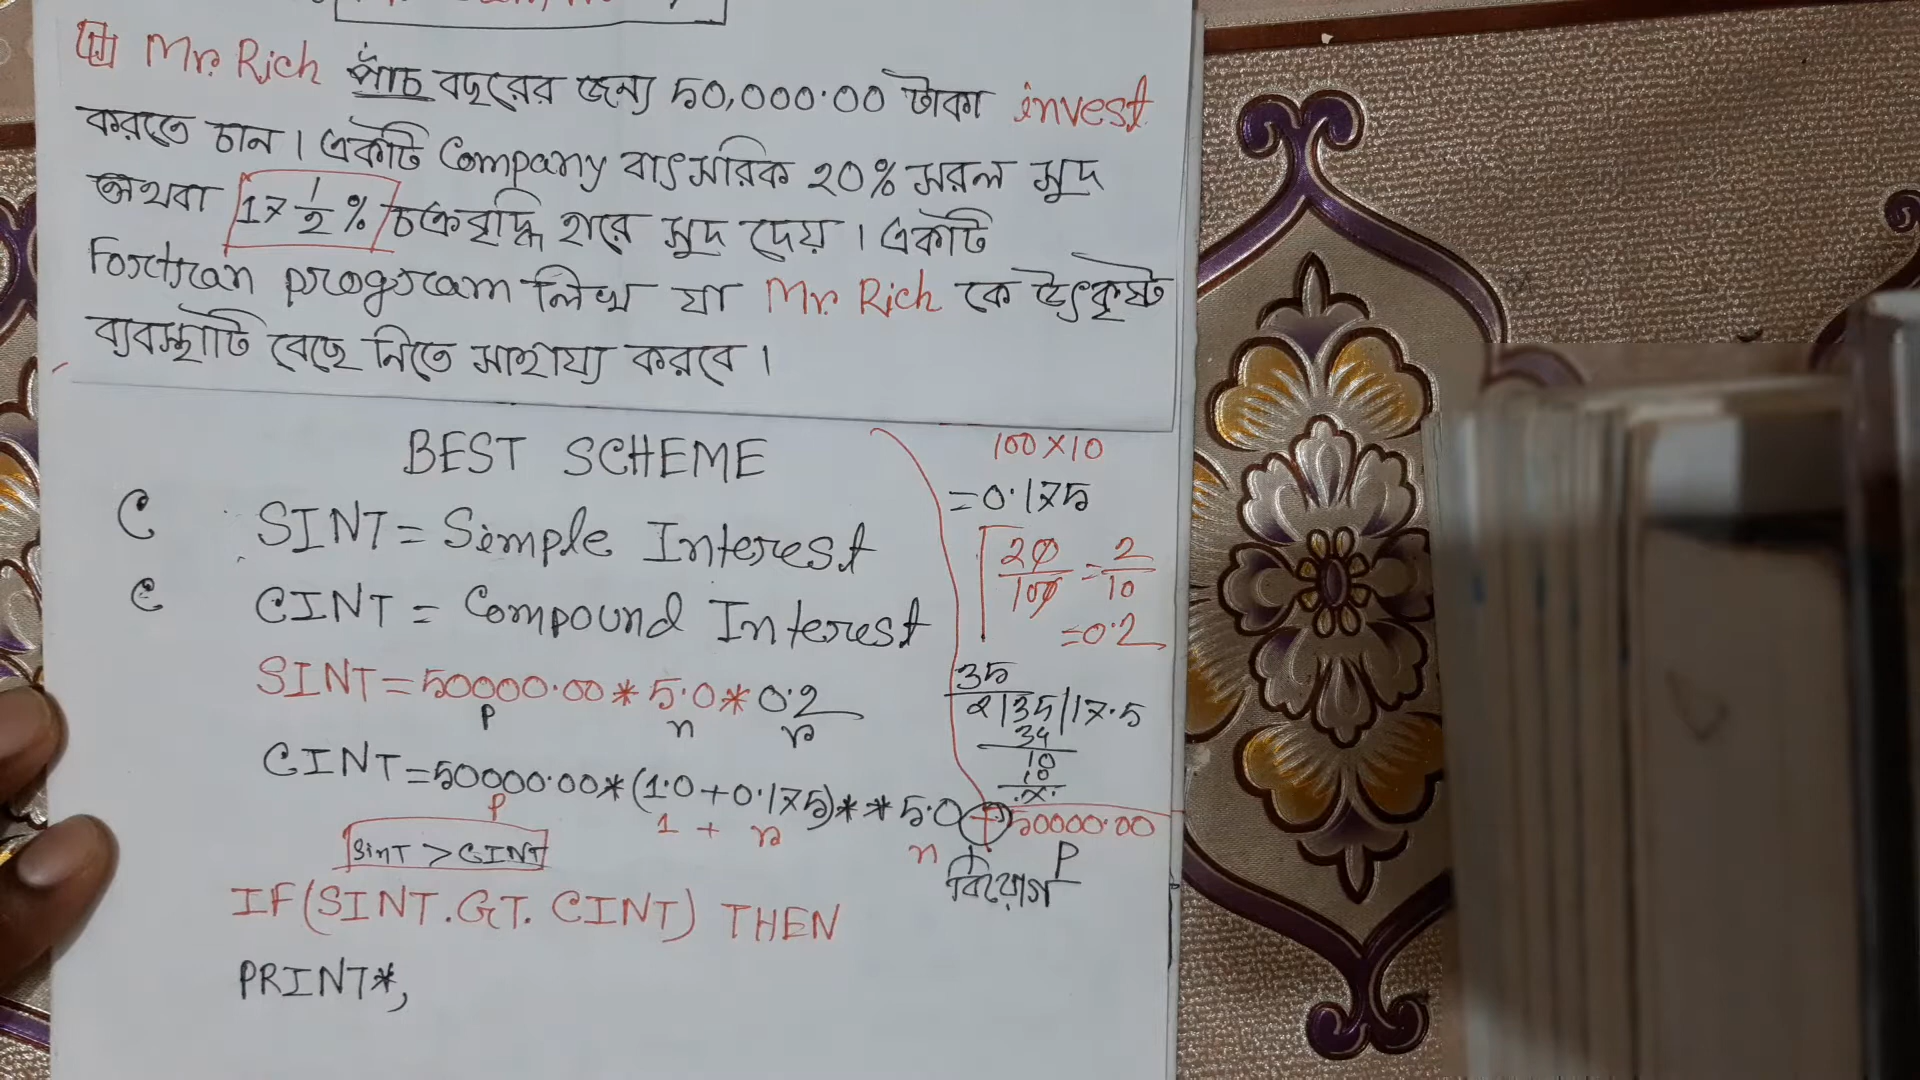 Mr. Rich পাঁচ বছরের জন্য 50,000.00 টাকা invest
করতে চান। একটি Company বাৎসরিক ২0% সরল সুদ
অথবা 17 1/2 % চক্রবৃদ্ধি হারে সুদ দেয়। একটি
Fortran program লিখ যা Mr. Rich কে উৎকৃষ্ট
ব্যবস্থাটি বেছে নিতে সাহায্য করবে।
BEST SCHEME
C SINT = Simple Interest
C CINT = Compound Interest
SINT = 50000.00 * 5.0 * 0.2
P n r
CINT = 50000.00 * (1.0 + 0.175) * * 5.0 - 50000.00
P 1 + r n P
বিয়োগ
SinT > CINT
IF (SINT.GT. CINT) THEN
PRINT*,
100 X 10
= 0.175
20/100 = 2/10
= 0.2
35
2 | 35 | 17.5
34
10
10
.x.